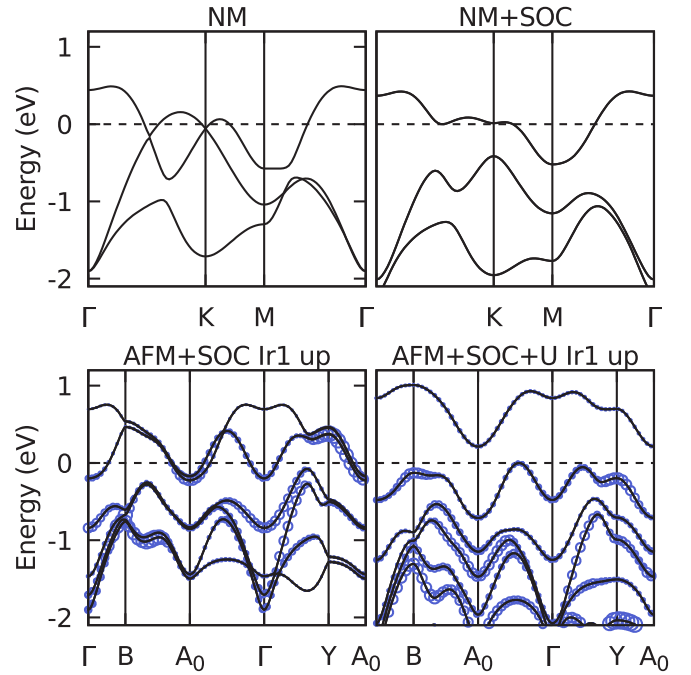 NM NM+SOC
Energy (eV)
1
0
-1
-2
Γ K M Γ K M Γ
AFM+SOC Ir1 up AFM+SOC+U Ir1 up
Energy (eV)
1
0
-1
-2
Γ B A0 Γ Y A0 B A0 Γ Y A0